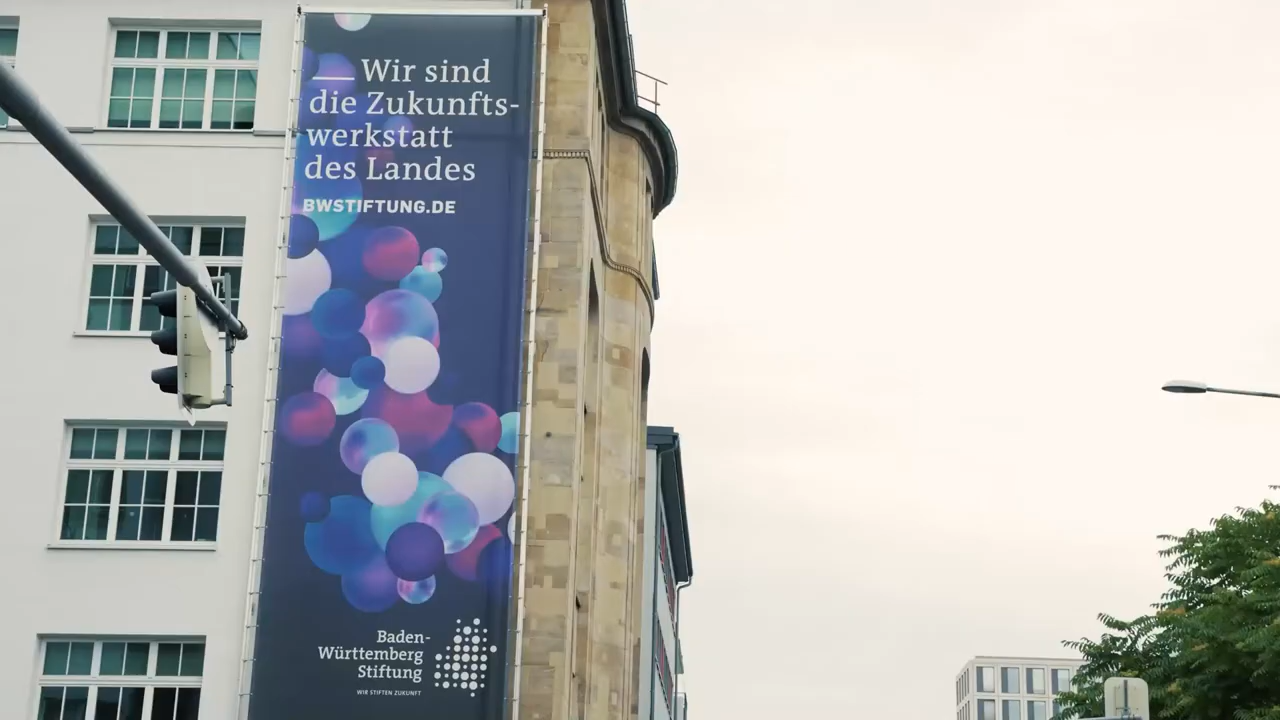 Wir sind
die Zukunfts-
werkstatt
des Landes
BWSTIFTUNG.DE
Baden-
Württemberg
Stiftung
WIR STIFTEN ZUKUNFT